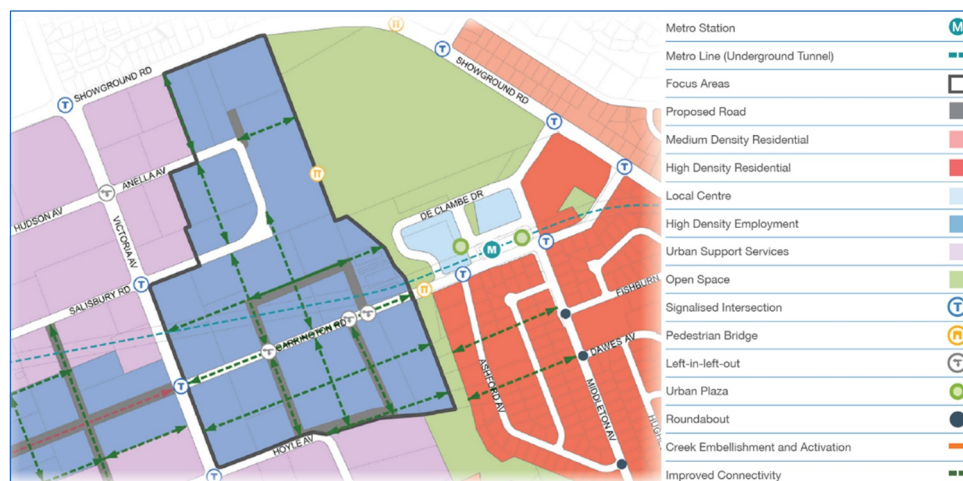 SHOWGROUND RD
SHOWGROUND RD
ANELLA AV
HUDSON AV
VICTORIA AV
DE CLAMBE DR
SALISBURY RD
CARRINGTON RD
FISHBURN
DAWES AV
ASHFORD AV
MIDDLETON AV
HOYLE AV
HUGH
M
Metro Station
Metro Line (Underground Tunnel)
Focus Areas
Proposed Road
Medium Density Residential
High Density Residential
Local Centre
High Density Employment
Urban Support Services
Open Space
Signalised Intersection
Pedestrian Bridge
Left-in-left-out
Urban Plaza
Roundabout
Creek Embellishment and Activation
Improved Connectivity